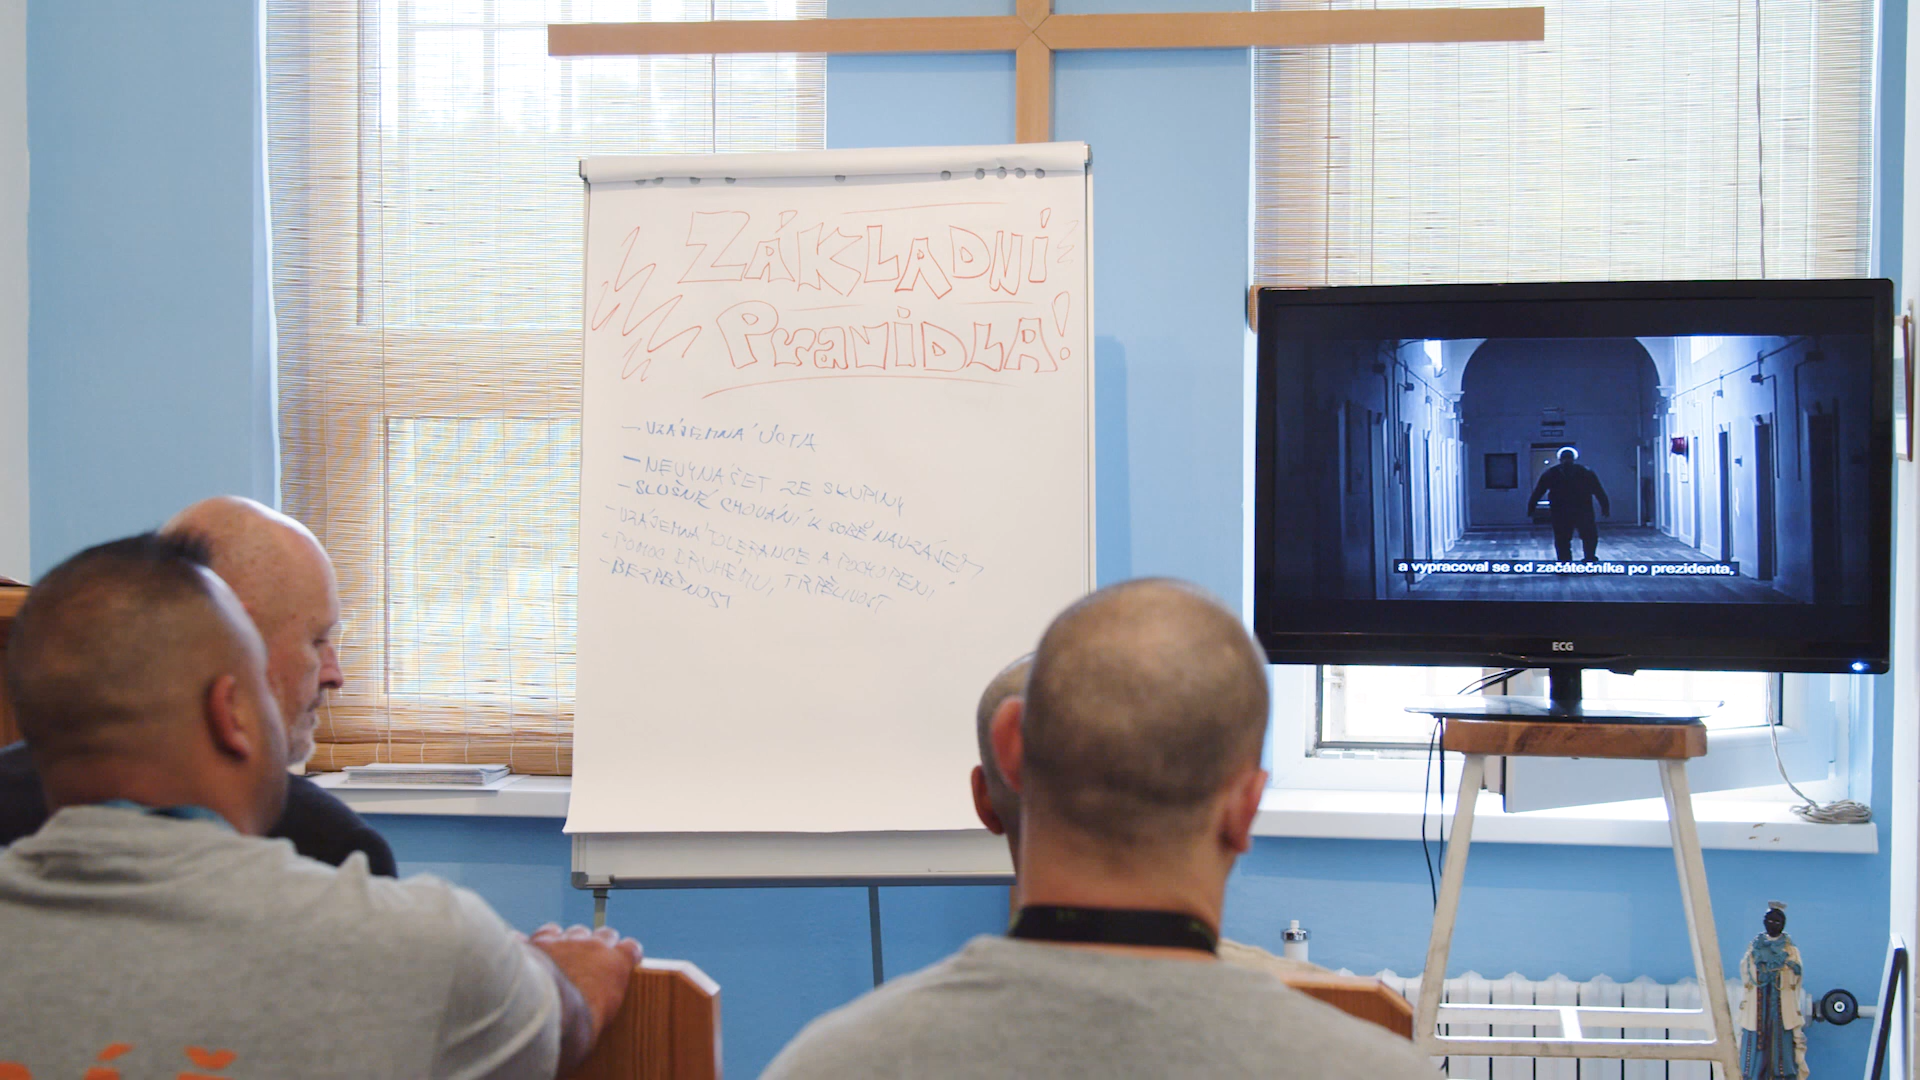 ZÁKLADNí
PravidLA!
- VZÁJEMNÁ ÚCTA
- NEVYNÁŠET ZE SKUPINY
- SLUŠNÉ CHOVÁNÍ K SOBĚ NAVZÁJEM
- VZÁJEMNÁ TOLERANCE A POCHOPENÍ
- POMOC DRUHÉMU, TRPĚLIVOST
- BEZPEČNOST
a vypracoval se od začátečníka po prezidenta,
ECG